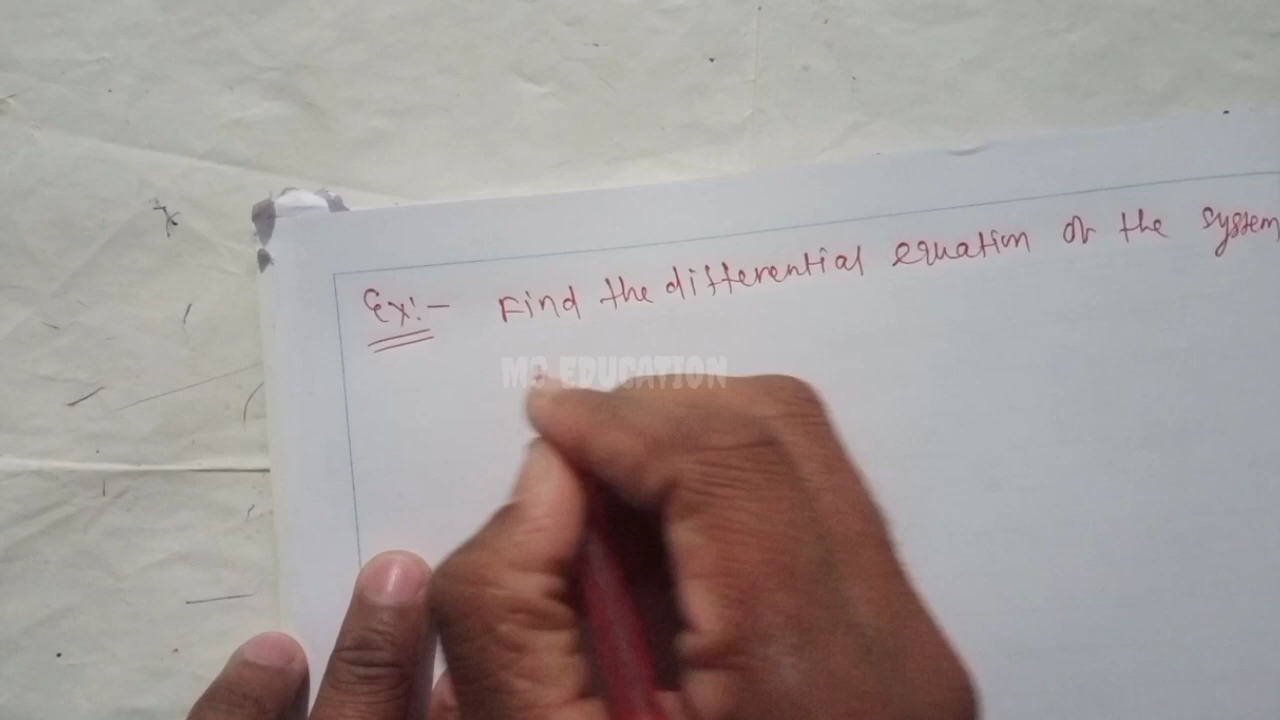 Ex:- Find the differential equation of the system
MS EDUCATION